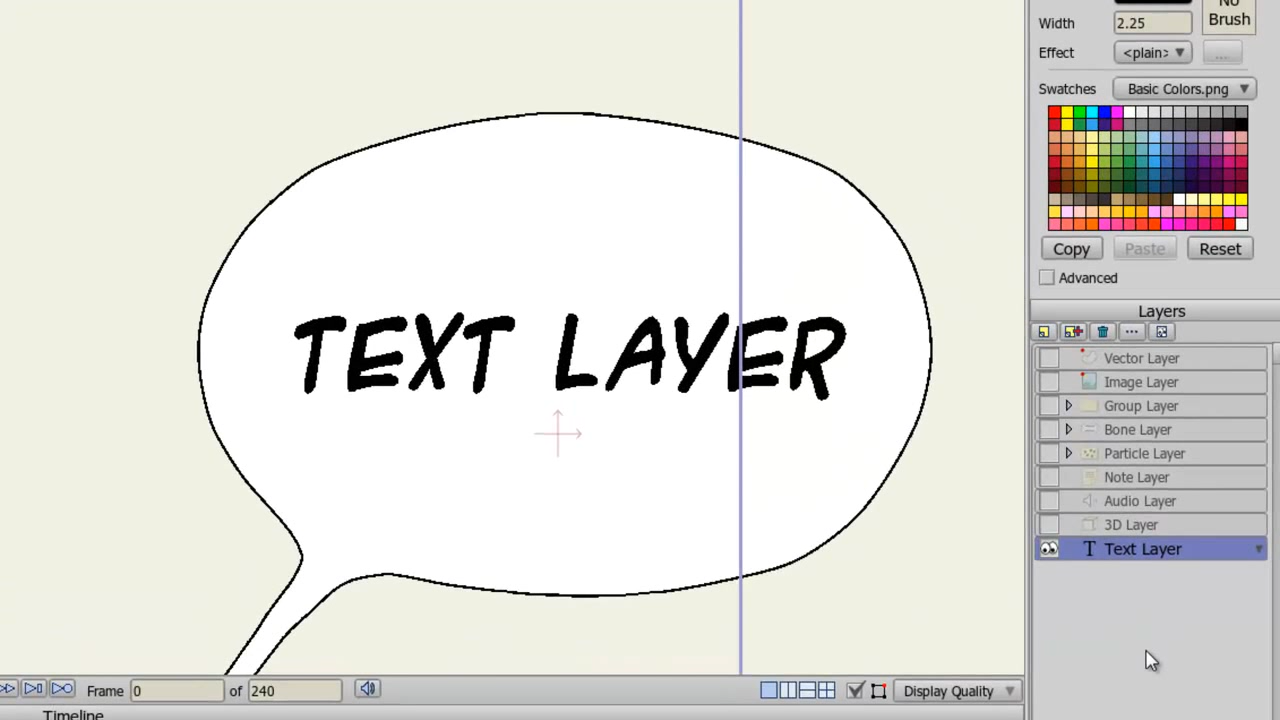 No
Brush
Width 2.25
Effect <plain> ...
Swatches Basic Colors.png
Copy Paste Reset
Advanced
Layers
Vector Layer
Image Layer
Group Layer
Bone Layer
Particle Layer
Note Layer
Audio Layer
3D Layer
T Text Layer
TEXT LAYER
Frame 0 of 240 Display Quality
Timeline